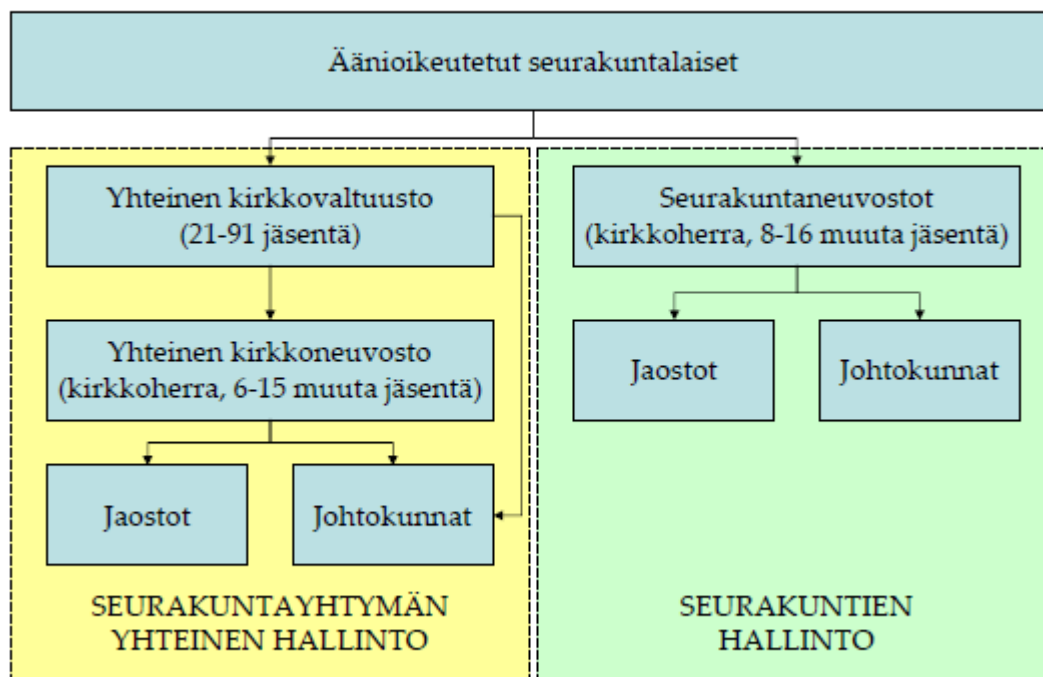 Äänioikeutetut seurakuntalaiset
Yhteinen kirkkovaltuusto
(21-91 jäsentä)
Yhteinen kirkkoneuvosto
(kirkkoherra, 6-15 muuta jäsentä)
Jaostot
Johtokunnat
SEURAKUNTAYHTYMÄN
YHTEINEN HALLINTO
Seurakuntaneuvostot
(kirkkoherra, 8-16 muuta jäsentä)
Jaostot
Johtokunnat
SEURAKUNTIEN
HALLINTO